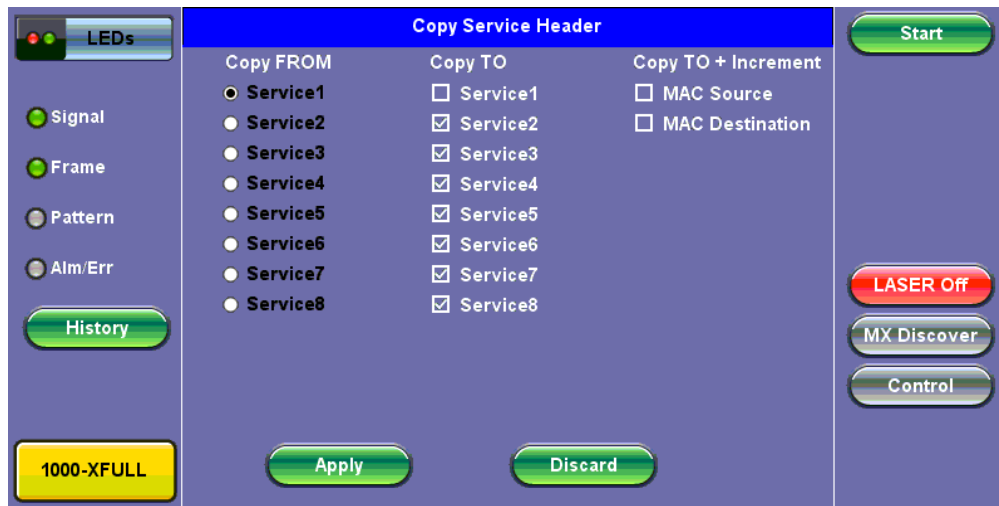 LEDs
Signal
Frame
Pattern
Alm/Err
History
1000-XFULL
Copy Service Header
Copy FROM Copy TO Copy TO + Increment
Service1 Service1 MAC Source
Service2 Service2 MAC Destination
Service3 Service3
Service4 Service4
Service5 Service5
Service6 Service6
Service7 Service7
Service8 Service8
Apply Discard
Start
LASER Off
MX Discover
Control